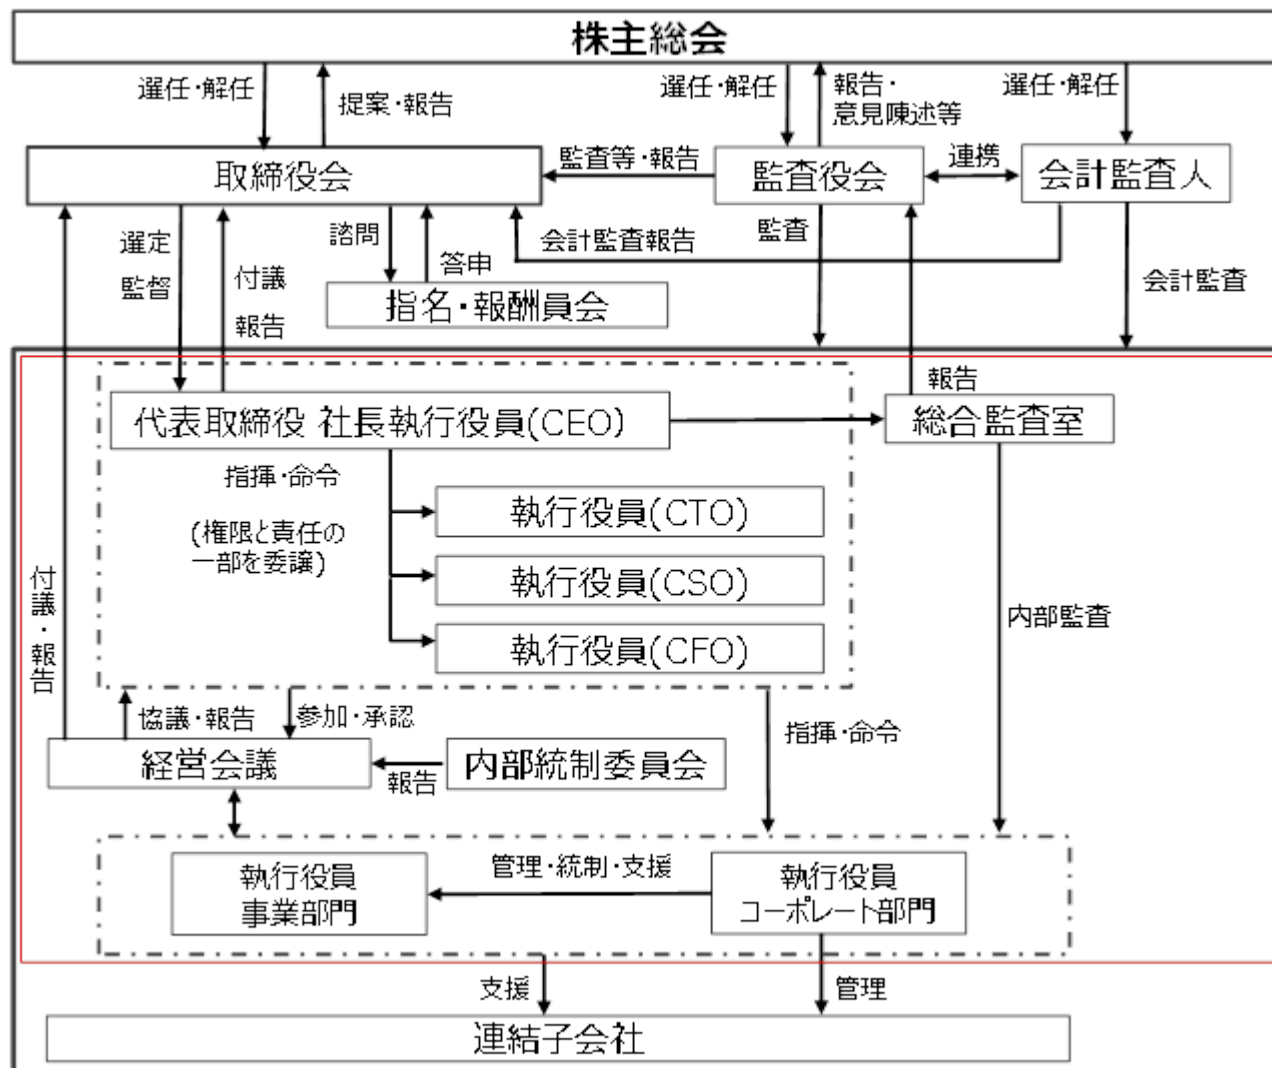 株主総会
選任・解任
提案・報告
選任・解任
報告・
意見陳述等
選任・解任
取締役会
監査等・報告
監査役会
連携
会計監査人
選定
監督
付議
報告
諮問
答申
会計監査報告
監査
会計監査
指名・報酬員会
代表取締役 社長執行役員(CEO)
報告
総合監査室
指揮・命令
(権限と責任の
一部を委譲)
執行役員(CTO)
執行役員(CSO)
執行役員(CFO)
付議・報告
内部監査
協議・報告
参加・承認
指揮・命令
経営会議
報告
内部統制委員会
執行役員
事業部門
管理・統制・支援
執行役員
コーポレート部門
支援
管理
連結子会社